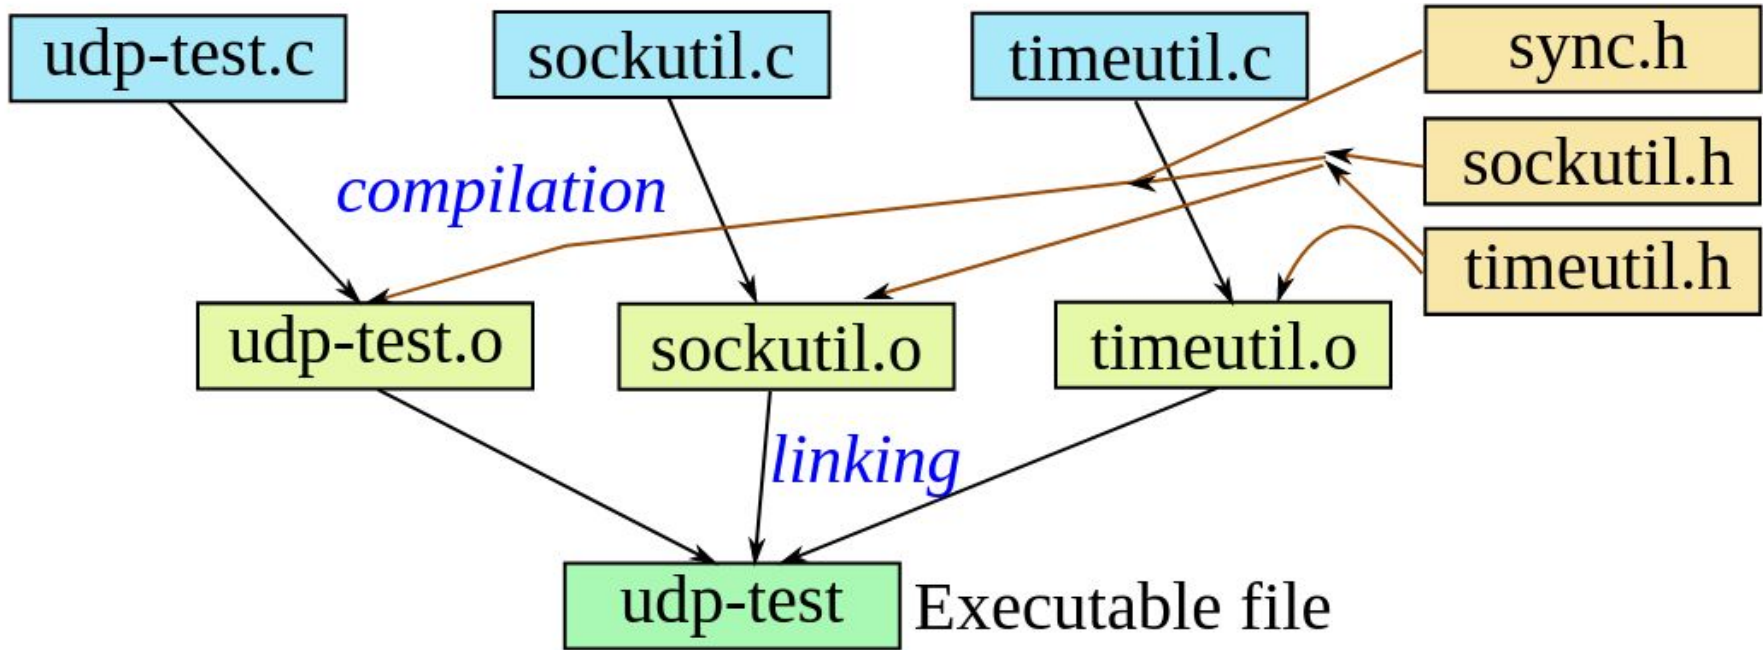 udp-test.c
sockutil.c
timeutil.c
sync.h
sockutil.h
compilation
timeutil.h
udp-test.o
sockutil.o
timeutil.o
linking
udp-test
Executable file